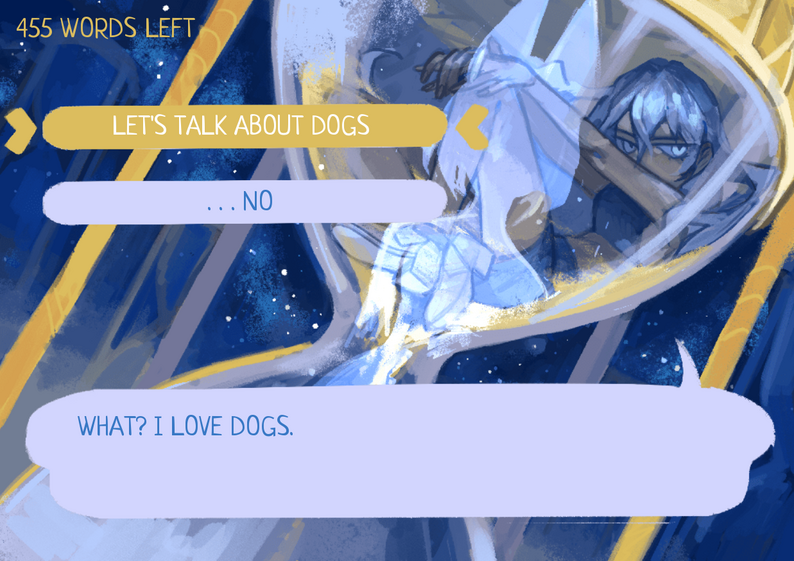 455 WORDS LEFT
LET'S TALK ABOUT DOGS
. . . NO
WHAT? I LOVE DOGS.